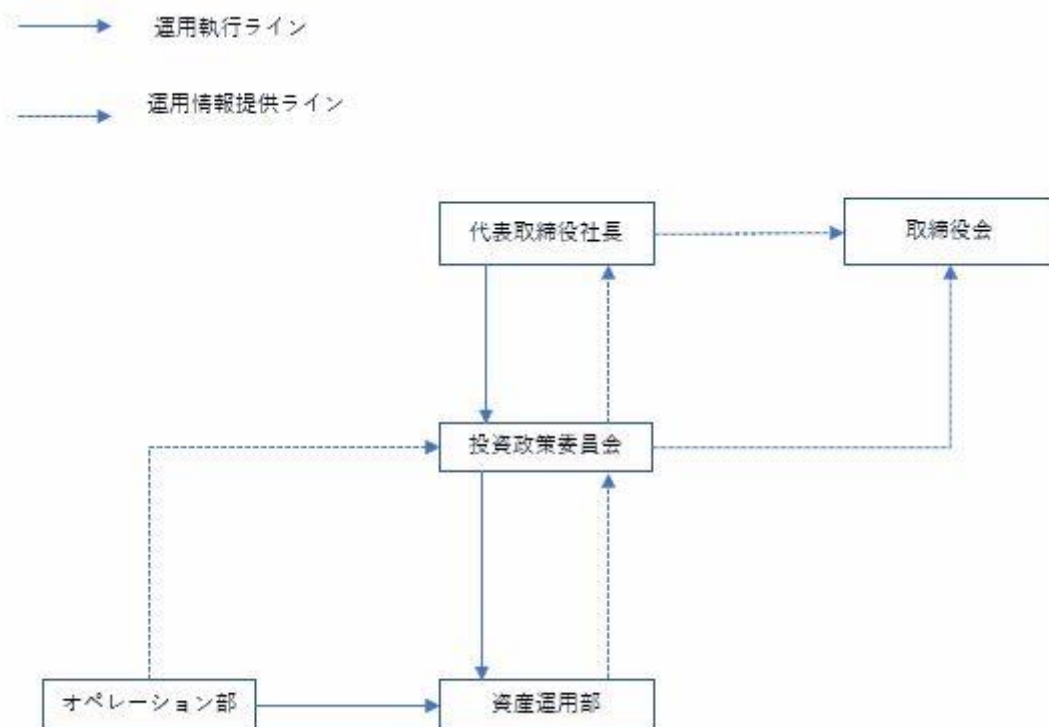 運用執行ライン
運用情報提供ライン
代表取締役社長
取締役会
投資政策委員会
オペレーション部
資産運用部